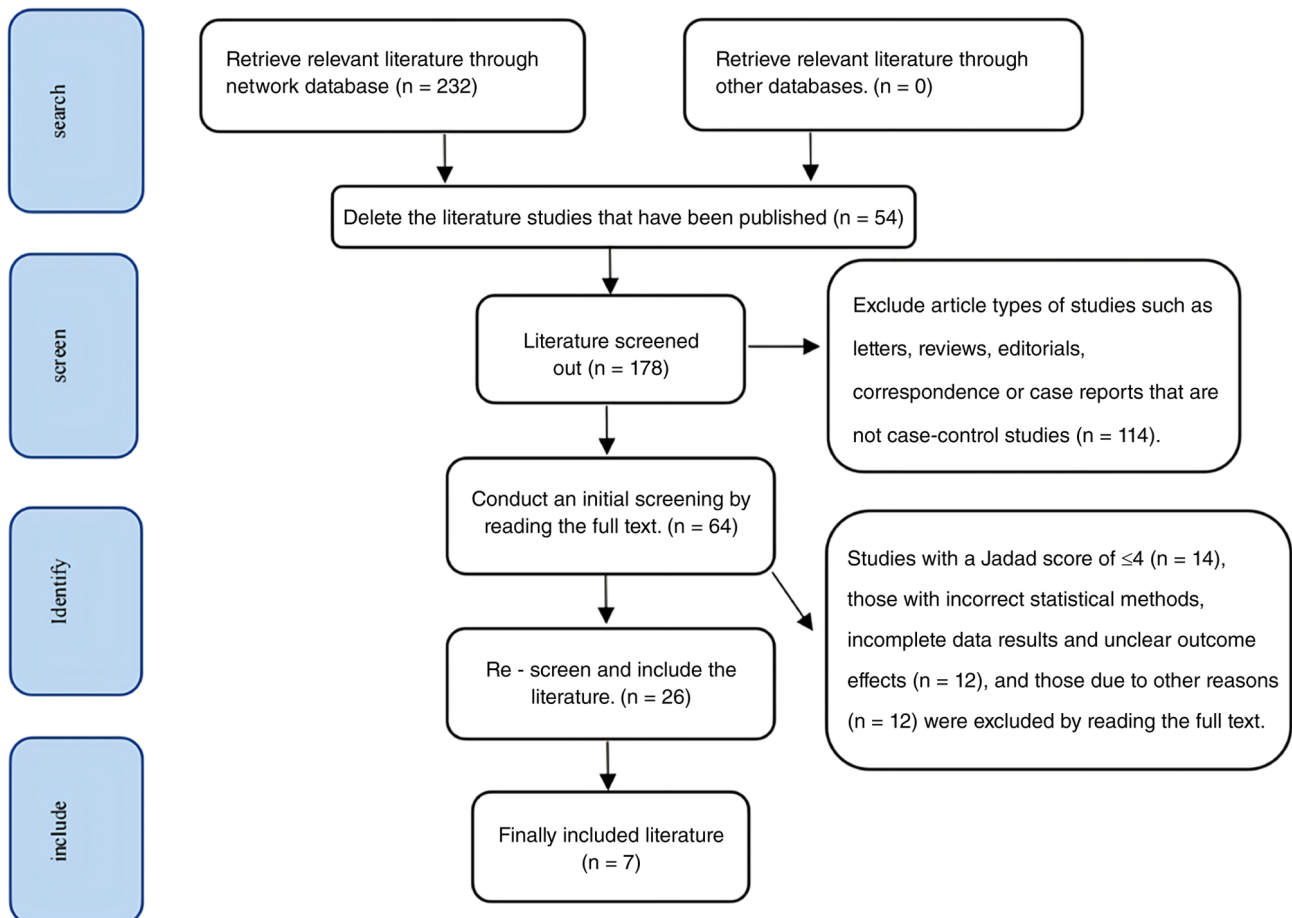 search
Retrieve relevant literature through
network database (n = 232)
Retrieve relevant literature through
other databases. (n = 0)
Delete the literature studies that have been published (n = 54)
screen
Literature screened
out (n = 178)
Exclude article types of studies such as
letters, reviews, editorials,
correspondence or case reports that are
not case-control studies (n = 114).
Identify
Conduct an initial screening by
reading the full text. (n = 64)
Studies with a Jadad score of ≤4 (n = 14),
those with incorrect statistical methods,
incomplete data results and unclear outcome
effects (n = 12), and those due to other reasons
(n = 12) were excluded by reading the full text.
Re - screen and include the
literature. (n = 26)
include
Finally included literature
(n = 7)